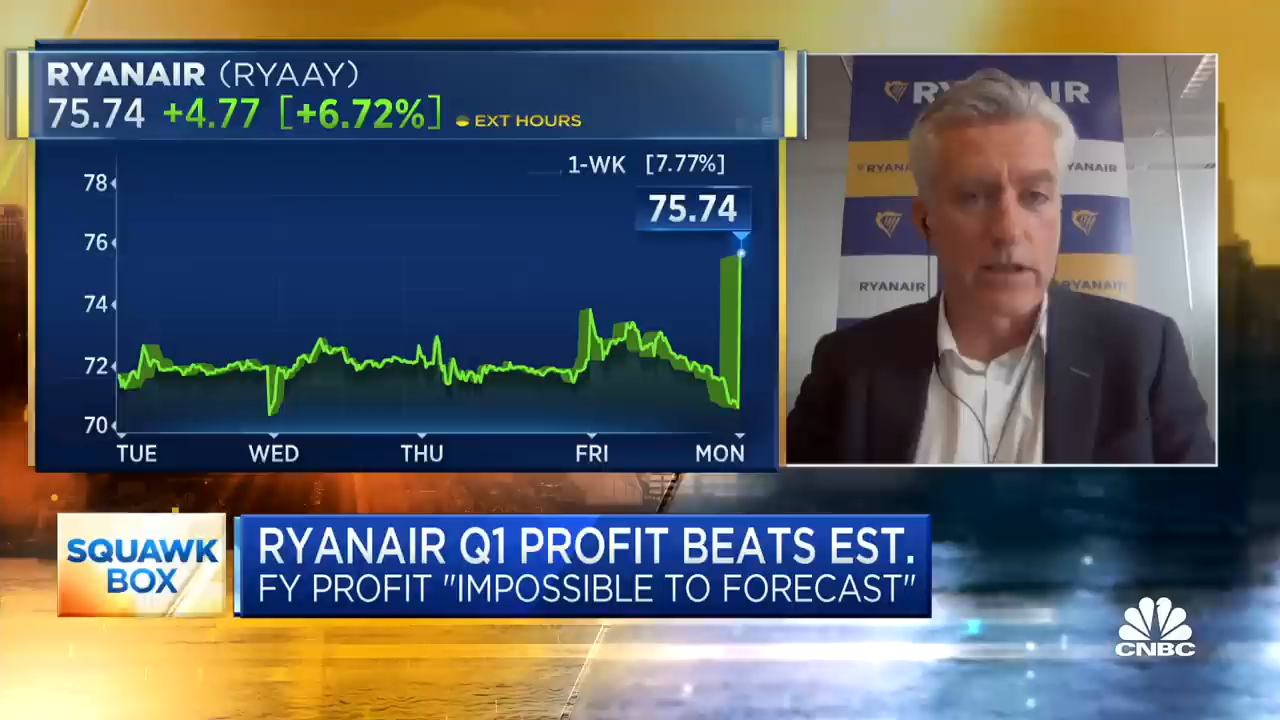 RYANAIR (RYAAY)
75.74 +4.77 [+6.72%] EXT HOURS
1-WK [7.77%]
75.74
78
76
74
72
70
TUE WED THU FRI MON
RYANAIR
RYANAIR
RYANAIR
SQUAWK
BOX
RYANAIR Q1 PROFIT BEATS EST.
FY PROFIT "IMPOSSIBLE TO FORECAST"
CNBC